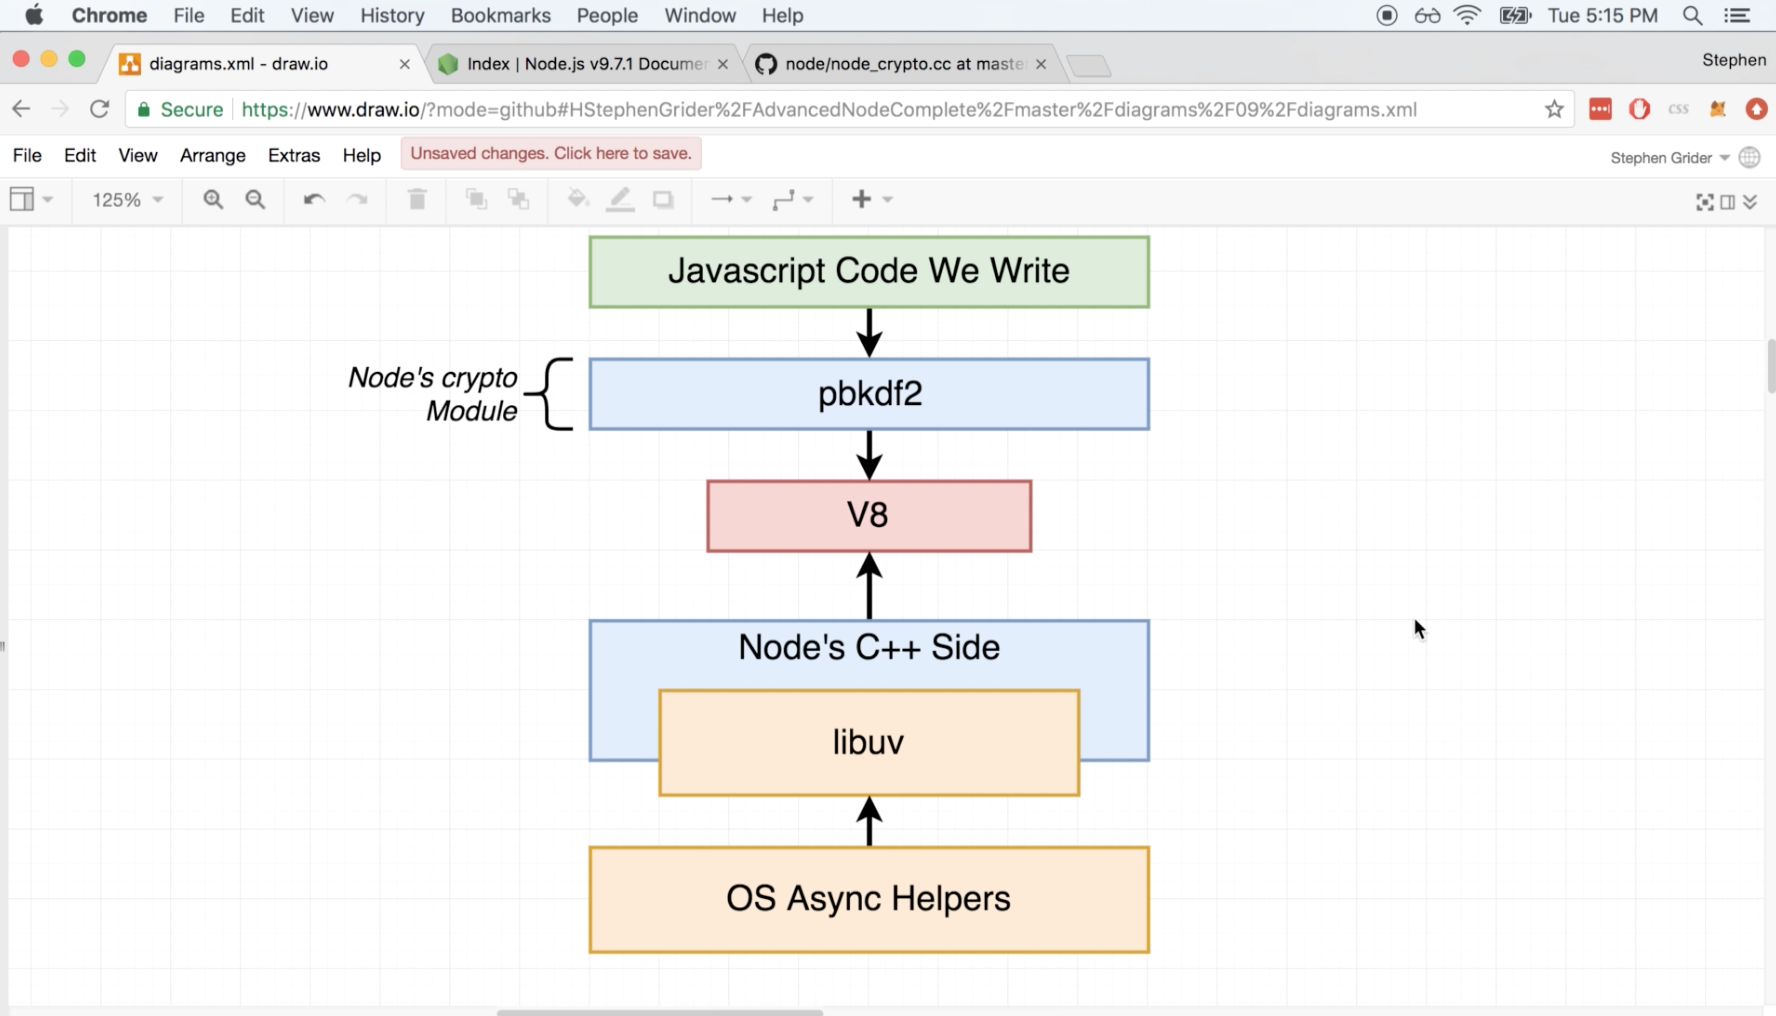 Chrome File Edit View History Bookmarks People Window Help Tue 5:15 PM
diagrams.xml - draw.io Index | Node.js v9.7.1 Documer node/node_crypto.cc at maste Stephen
Secure https://www.draw.io/?mode=github#HStephenGrider%2FAdvancedNodeComplete%2Fmaster%2Fdiagrams%2F09%2Fdiagrams.xml CSS
File Edit View Arrange Extras Help Unsaved changes. Click here to save. Stephen Grider
125%
Javascript Code We Write
Node's crypto
Module
pbkdf2
V8
Node's C++ Side
libuv
OS Async Helpers